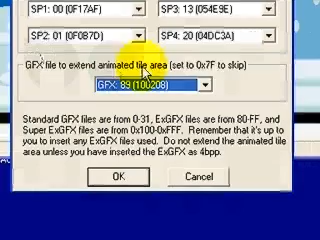 SP1: 00 (0F17AF)
SP3: 13 (054E9E)
SP2: 01 (0F0B7D)
SP4: 20 (04DC3A)
GFX file to extend animated tile area (set to 0x7F to skip)
GFX: 89 (100208)
Standard GFX files are from 0-31, ExGFX files are from 80-FF, and
Super ExGFX files are from 0x100-0xFFF. Remember that it's up to
you to insert any ExGFX files used. Do not extend the animated tile
area unless you have inserted the ExGFX as 4bpp.
OK
Cancel